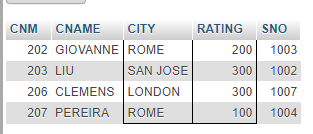 CNM CNAME CITY RATING SNO
202 GIOVANNE ROME 200 1003
203 LIU SAN JOSE 300 1002
206 CLEMENS LONDON 300 1007
207 PEREIRA ROME 100 1004